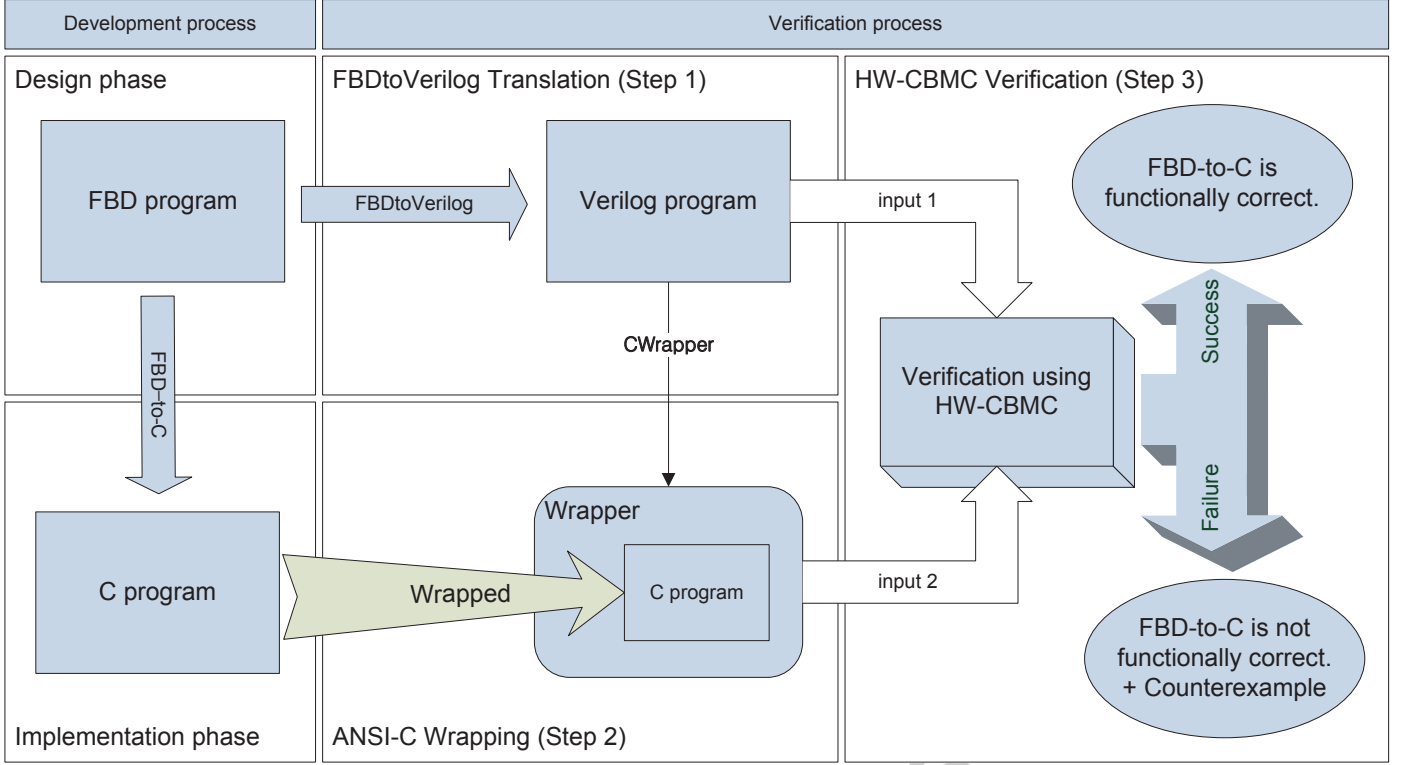 Development process
Verification process
Design phase
FBDtoVerilog Translation (Step 1)
HW-CBMC Verification (Step 3)
FBD program
FBDtoVerilog
Verilog program
input 1
FBD-to-C is
functionally correct.
Success
CWrapper
FBD-to-C
Verification using
HW-CBMC
Failure
Wrapper
C program
Wrapped
C program
input 2
FBD-to-C is not
functionally correct.
+ Counterexample
Implementation phase
ANSI-C Wrapping (Step 2)